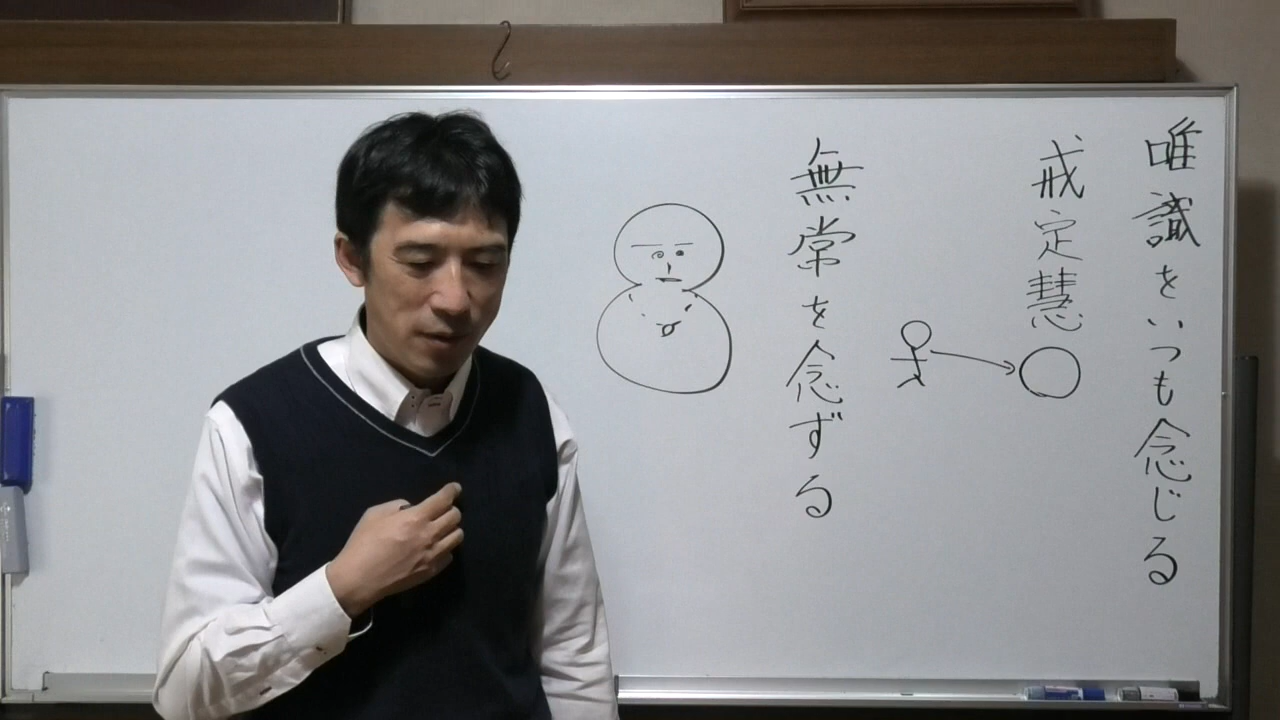 唯識をいつも念じる
戒定慧
無常を念ずる